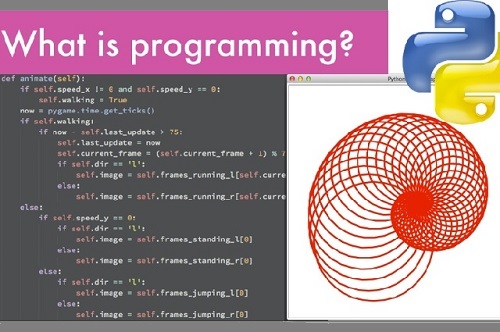 What is programming?
def animate(self):
if self.speed_x != 0 and self.speed_y == 0:
self.walking = True
now = pygame.time.get_ticks()
if self.walking:
if now - self.last_update > 75:
self.last_update = now
self.current_frame = (self.current_frame + 1) % 7
if self.dir == 'l':
self.image = self.frames_running_l[self.curre
else:
self.image = self.frames_running_r[self.curre
else:
if self.speed_y == 0:
if self.dir == 'l':
self.image = self.frames_standing_l[0]
else:
self.image = self.frames_standing_r[0]
else:
if self.dir == 'l':
self.image = self.frames_jumping_l[0]
else:
self.image = self.frames_jumping_r[0]
Python